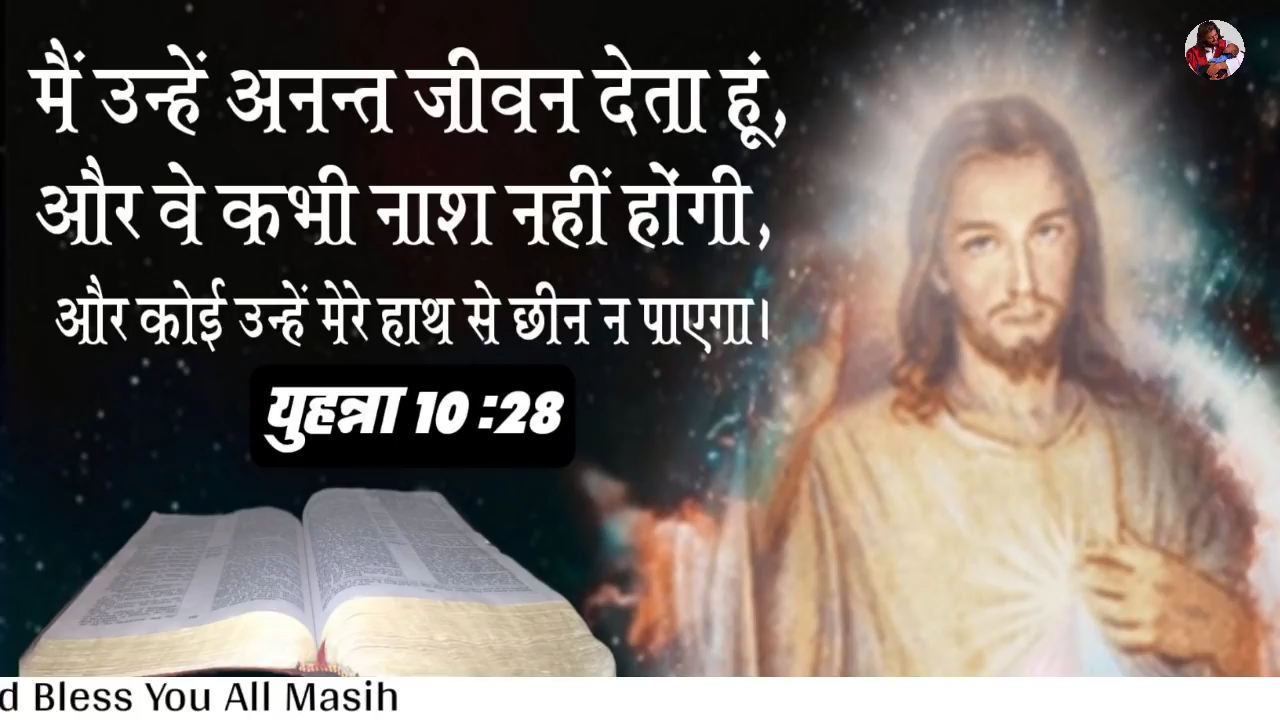 मैं उन्हें अनन्त जीवन देता हूं,
और वे कभी नाश नहीं होंगी,
और कोई उन्हें मेरे हाथ से छीन न पाएगा।
युहन्ना 10 :28
d Bless You All Masih